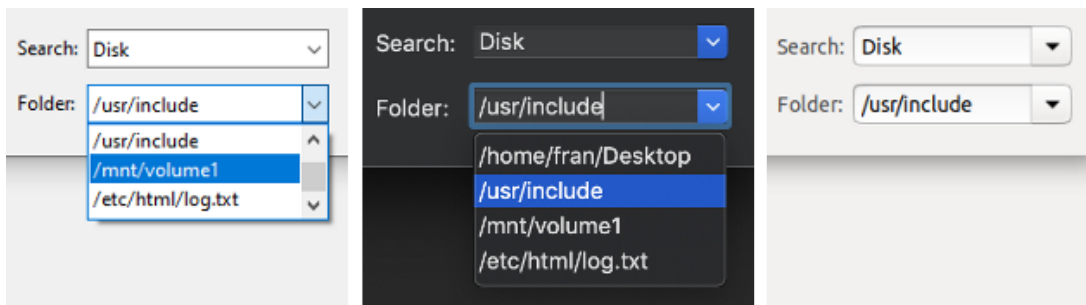 Search: Disk
Folder: /usr/include
/usr/include
/mnt/volume1
/etc/html/log.txt
Search: Disk
Folder: /usr/include
/home/fran/Desktop
/usr/include
/mnt/volume1
/etc/html/log.txt
Search: Disk
Folder: /usr/include